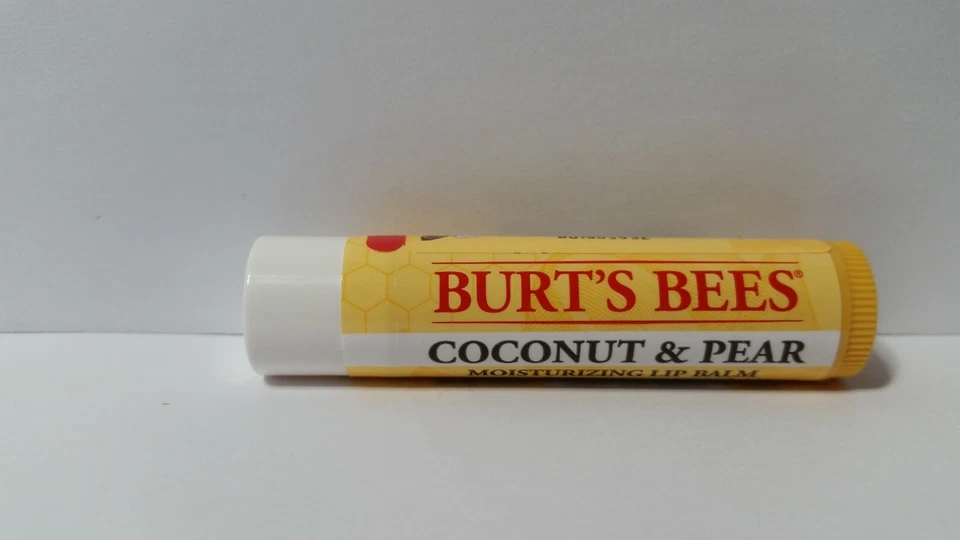 BURT'S BEES®
COCONUT & PEAR
MOISTURIZING LIP BALM